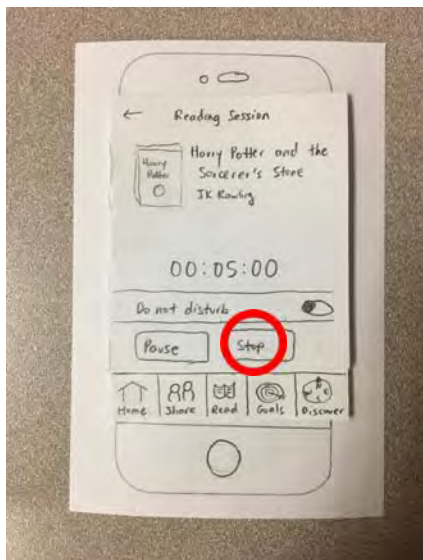 ← Reading Session
Harry Potter and the
Sorcerer's Stone
JK Rowling
Harry
Potter
00:05:00
Do not disturb
Pause Stop
Home Share Read Goals Discover